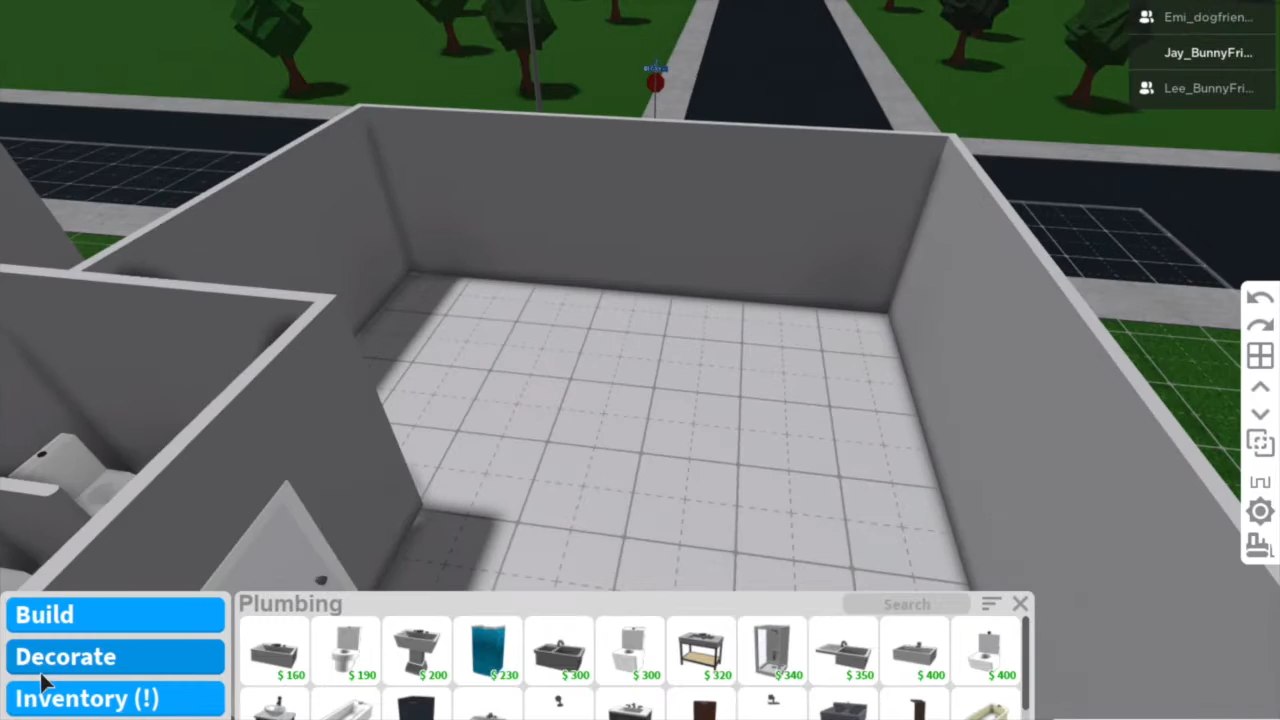 Emi_dogfrien...
Jay_BunnyFri...
Lee_BunnyFri...
Build
Decorate
Inventory (!)
Plumbing
Search
$ 160
$ 190
$ 200
$ 230
$ 300
$ 300
$ 320
$ 340
$ 350
$ 400
$ 400